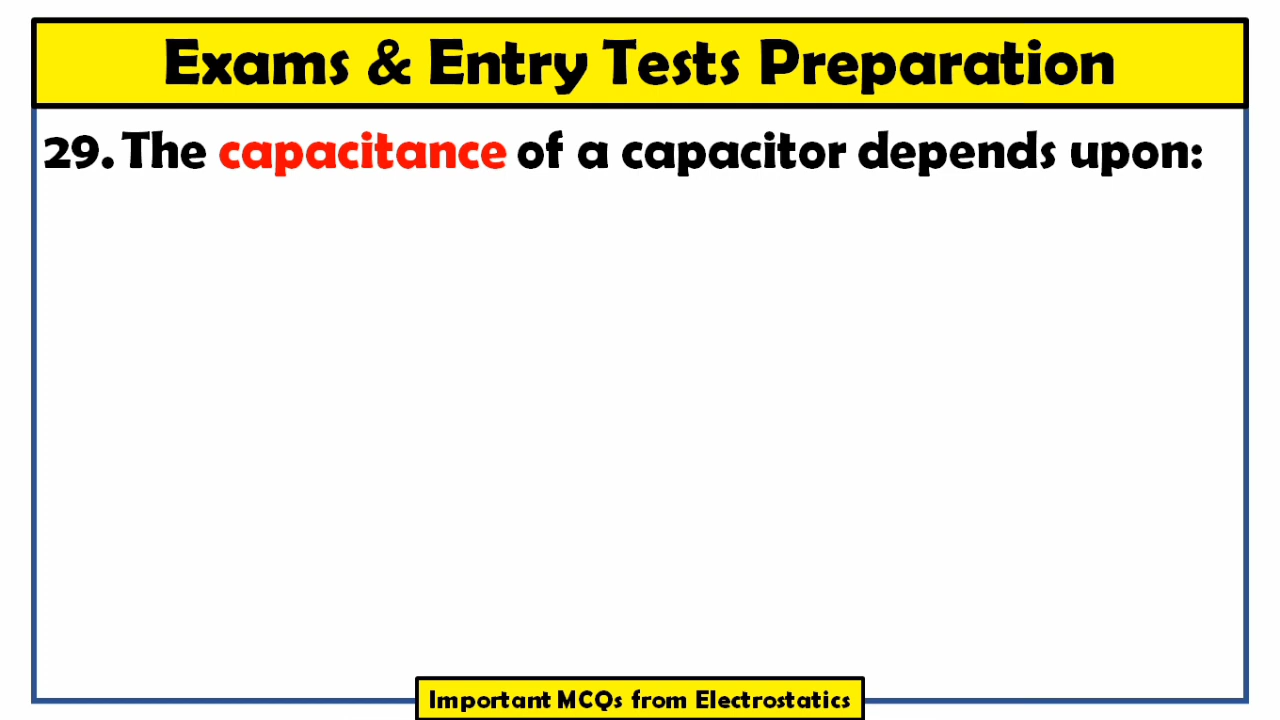 Exams & Entry Tests Preparation
29. The capacitance of a capacitor depends upon:
Important MCQs from Electrostatics